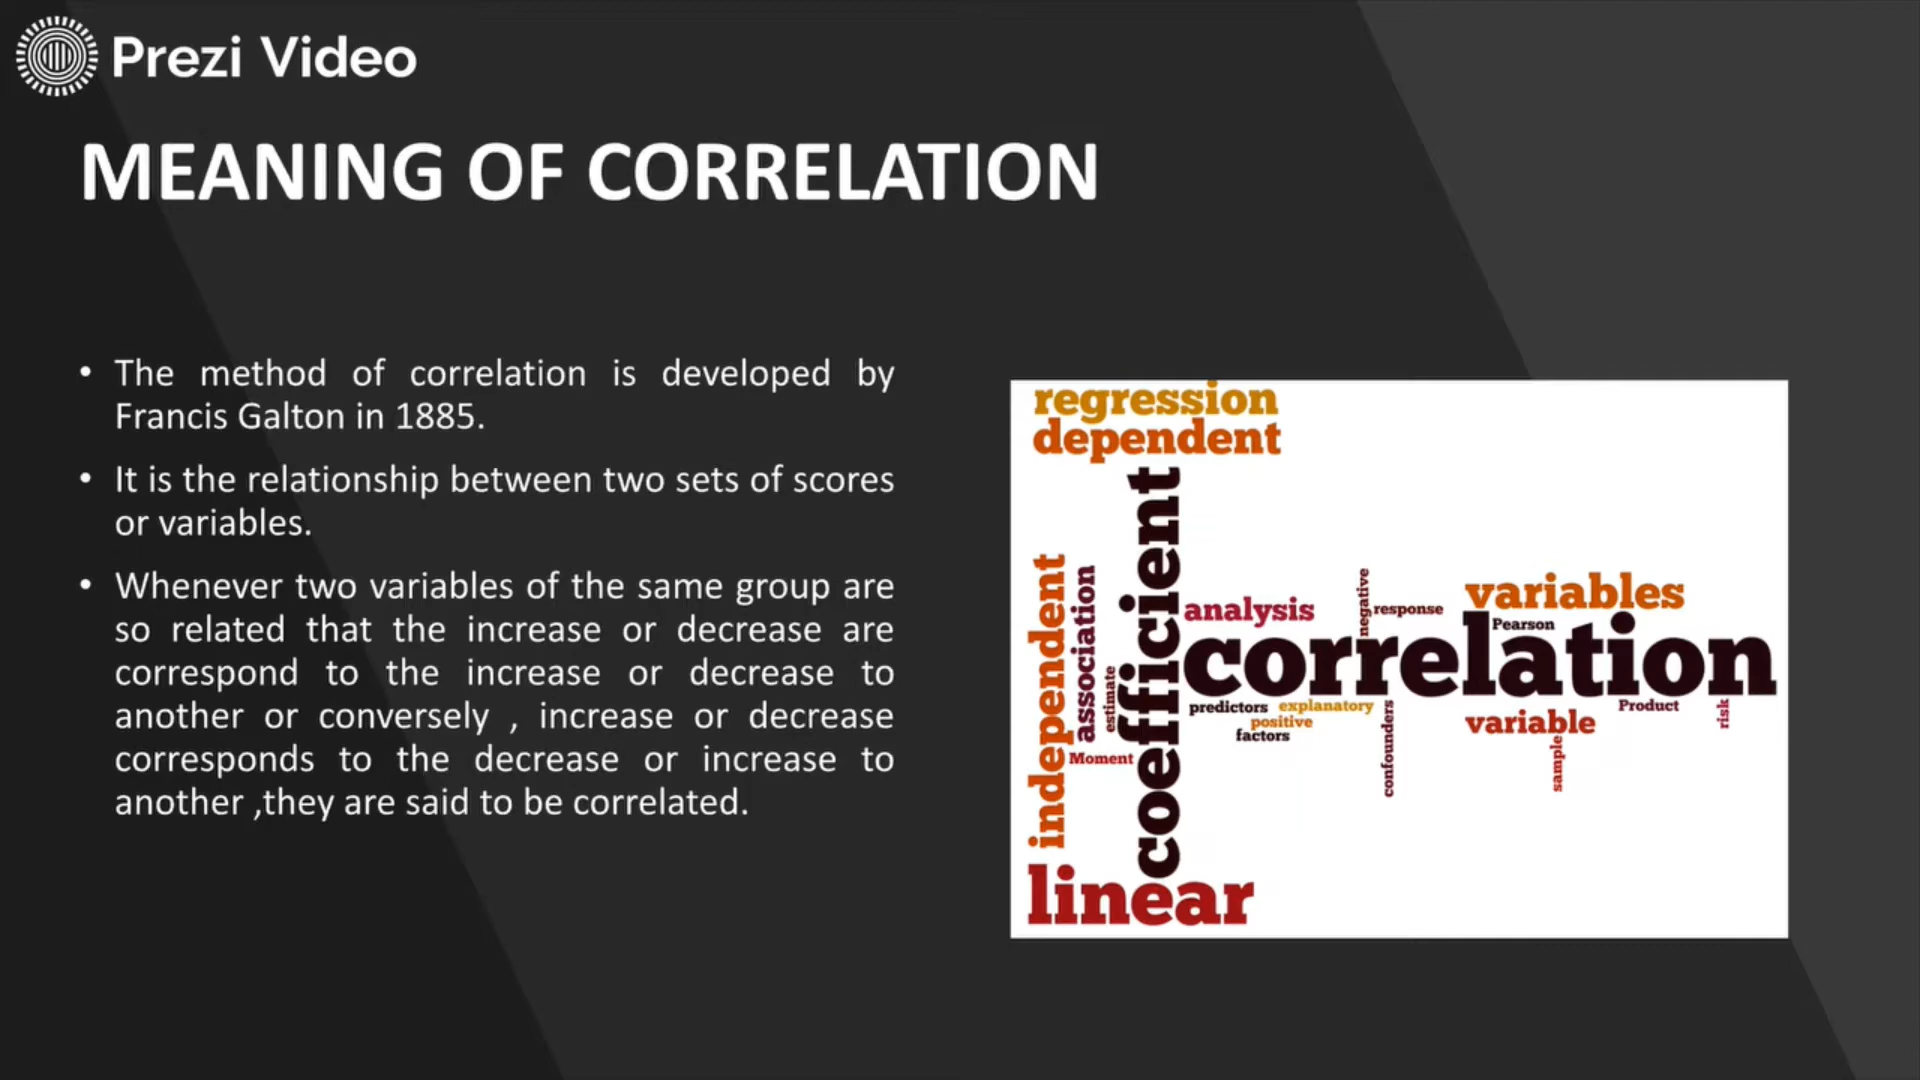 Prezi Video
MEANING OF CORRELATION
• The method of correlation is developed by
Francis Galton in 1885.
• It is the relationship between two sets of scores
or variables.
• Whenever two variables of the same group are
so related that the increase or decrease are
correspond to the increase or decrease to
another or conversely , increase or decrease
corresponds to the decrease or increase to
another ,they are said to be correlated.
regression
dependent
coefficient
independent
association
estimate
Moment
linear
analysis
negative
response
variables
Pearson
correlation
predictors
explanatory
positive
factors
confounders
variable
sample
Product
risk